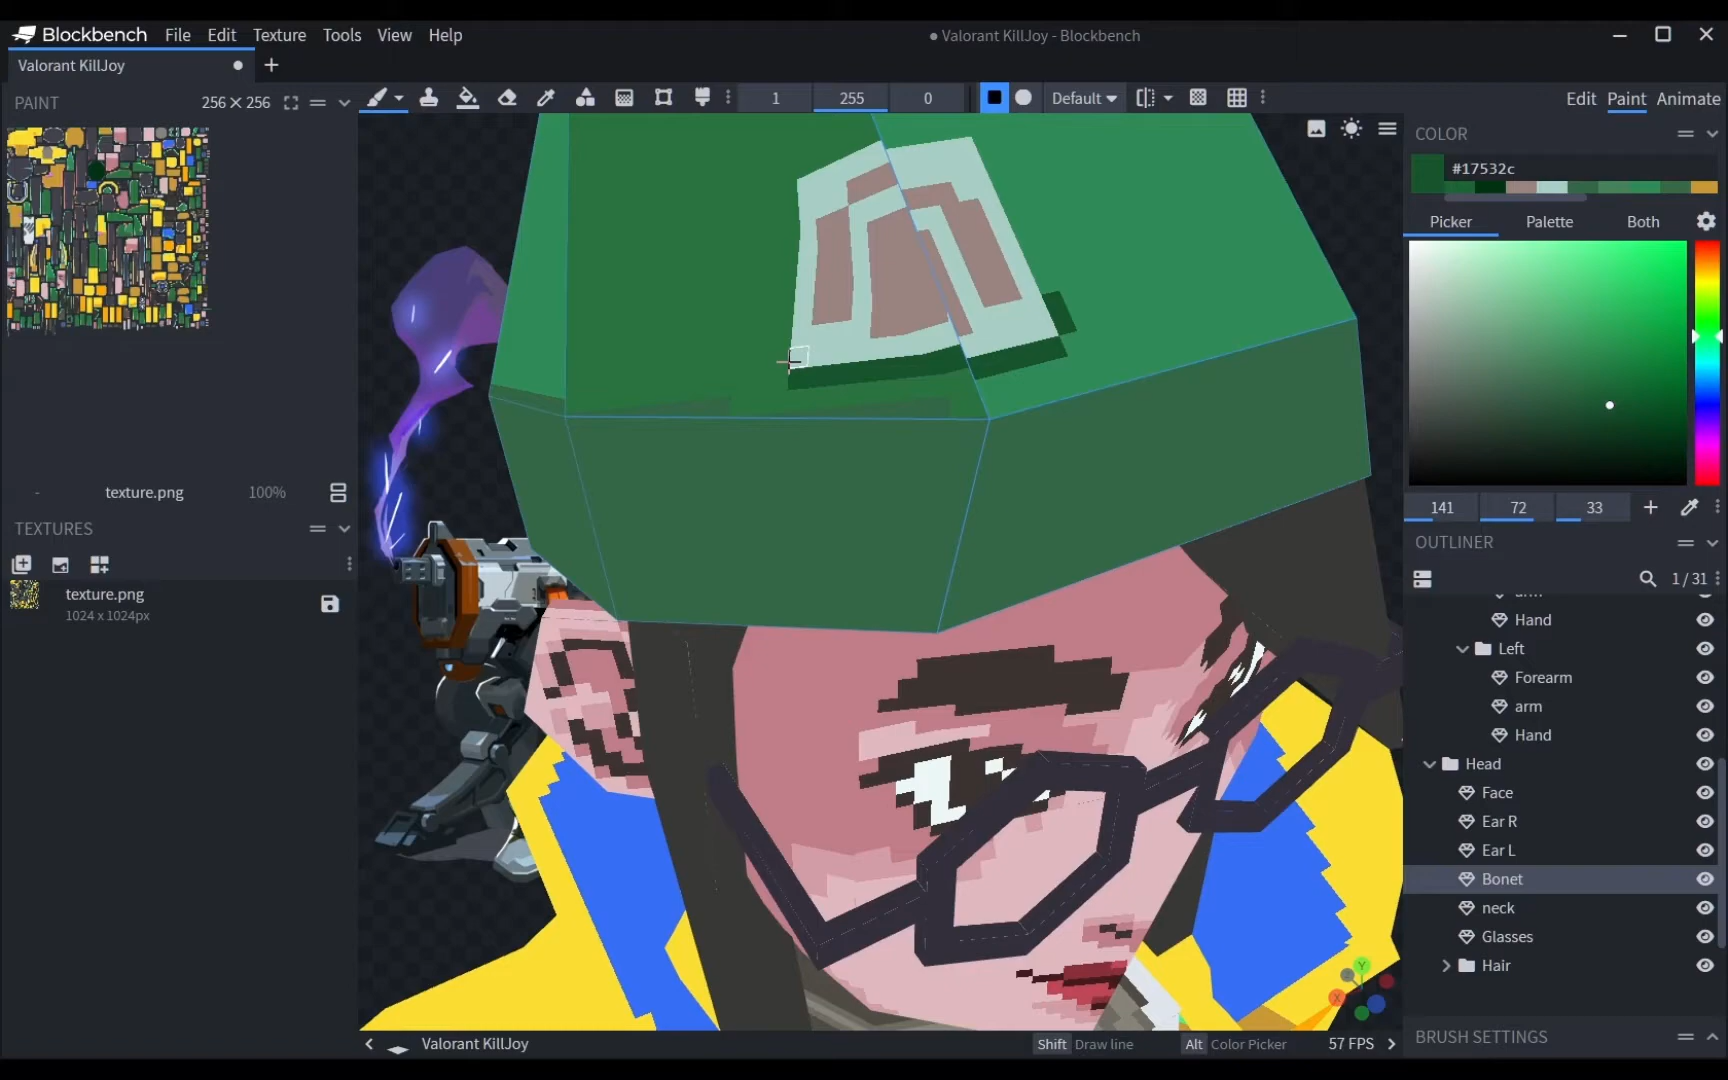 Blockbench File Edit Texture Tools View Help
Valorant KillJoy - Blockbench
Valorant KillJoy
PAINT 256 × 256
1 255 0 Default
Edit Paint Animate
COLOR
#17532c
Picker Palette Both
141 72 33
- texture.png 100%
TEXTURES
texture.png
1024 x 1024px
OUTLINER
1 / 31
arm
Hand
Left
Forearm
arm
Hand
Head
Face
Ear R
Ear L
Bonet
neck
Glasses
Hair
Y
X
BRUSH SETTINGS
Valorant KillJoy
Shift Draw line Alt Color Picker 57 FPS